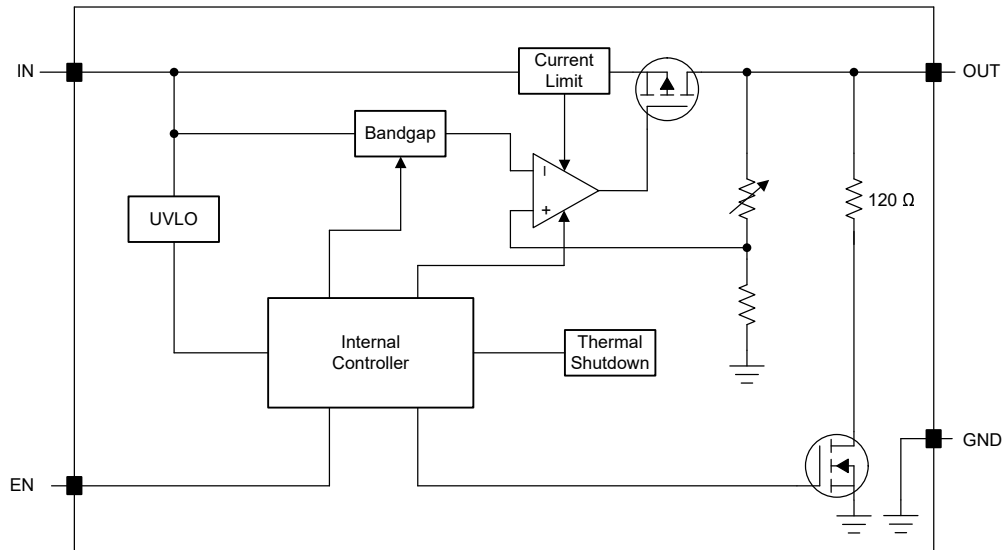 IN
Current
Limit
OUT
Bandgap
−
+
UVLO
120 Ω
Internal
Controller
Thermal
Shutdown
GND
EN